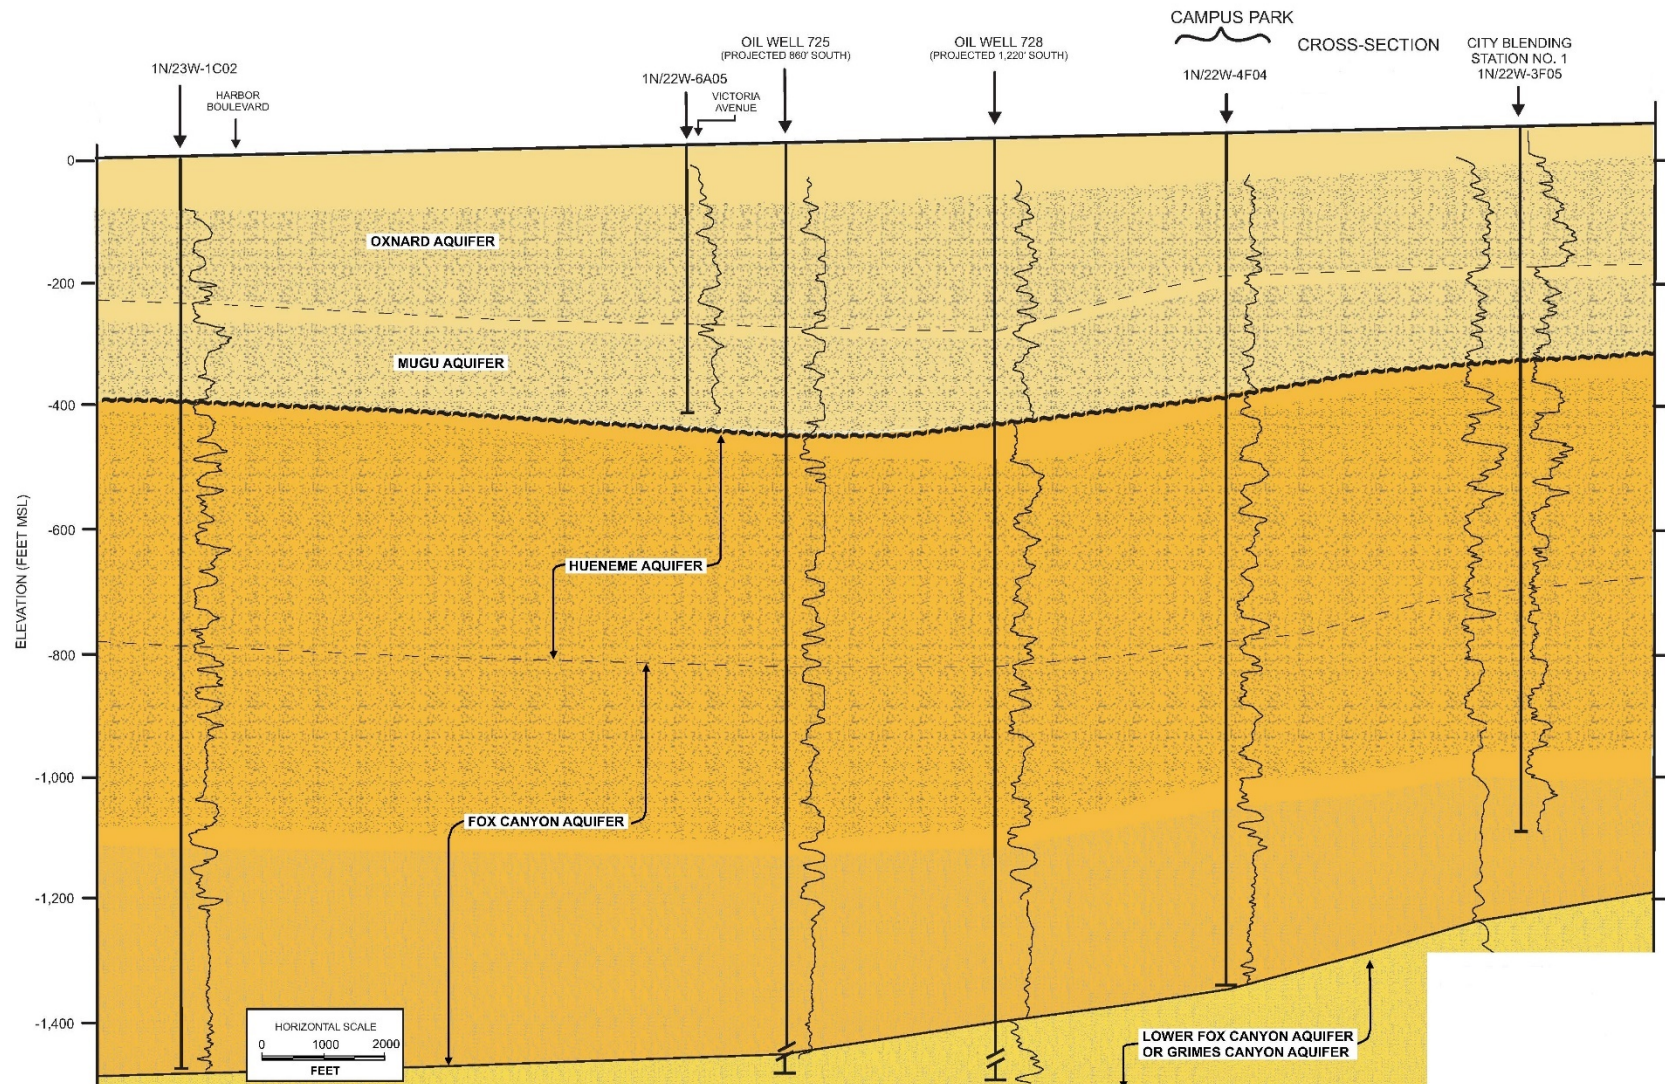 CAMPUS PARK
CROSS-SECTION
OIL WELL 725
(PROJECTED 860' SOUTH)
OIL WELL 728
(PROJECTED 1,220' SOUTH)
CITY BLENDING
STATION NO. 1
1N/22W-3F05
1N/23W-1C02
1N/22W-6A05
1N/22W-4F04
HARBOR
BOULEVARD
VICTORIA
AVENUE
0
OXNARD AQUIFER
-200
MUGU AQUIFER
-400
ELEVATION (FEET MSL)
-600
HUENEME AQUIFER
-800
-1,000
FOX CANYON AQUIFER
-1,200
-1,400
HORIZONTAL SCALE
0 1000 2000
FEET
LOWER FOX CANYON AQUIFER
OR GRIMES CANYON AQUIFER